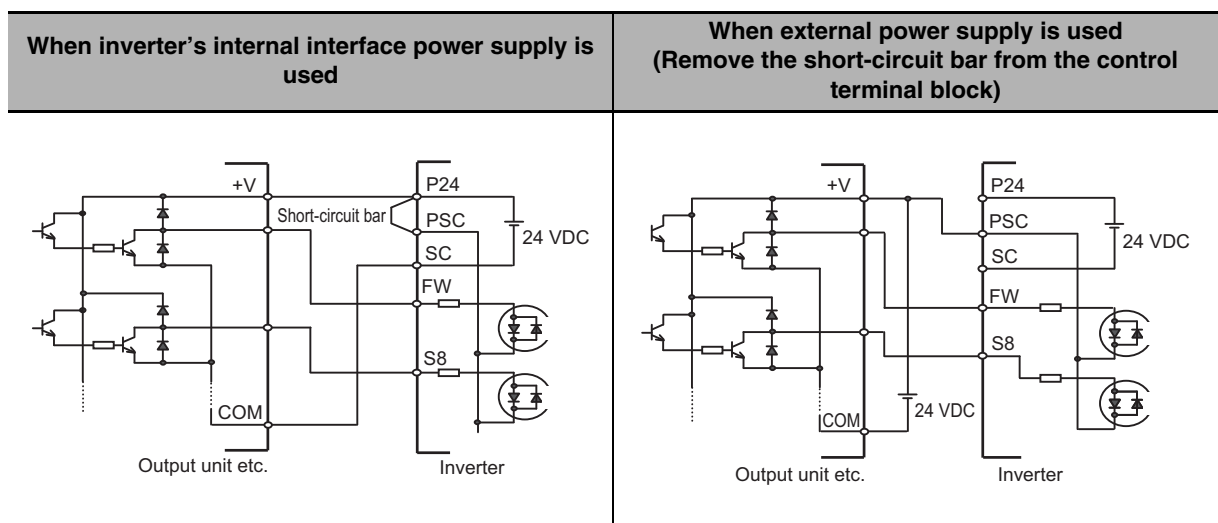 When inverter's internal interface power supply is
used
When external power supply is used
(Remove the short-circuit bar from the control
terminal block)
+V
P24
Short-circuit bar
PSC
24 VDC
SC
FW
S8
COM
Output unit etc.
Inverter
+V
P24
PSC
24 VDC
SC
FW
S8
24 VDC
COM
Output unit etc.
Inverter